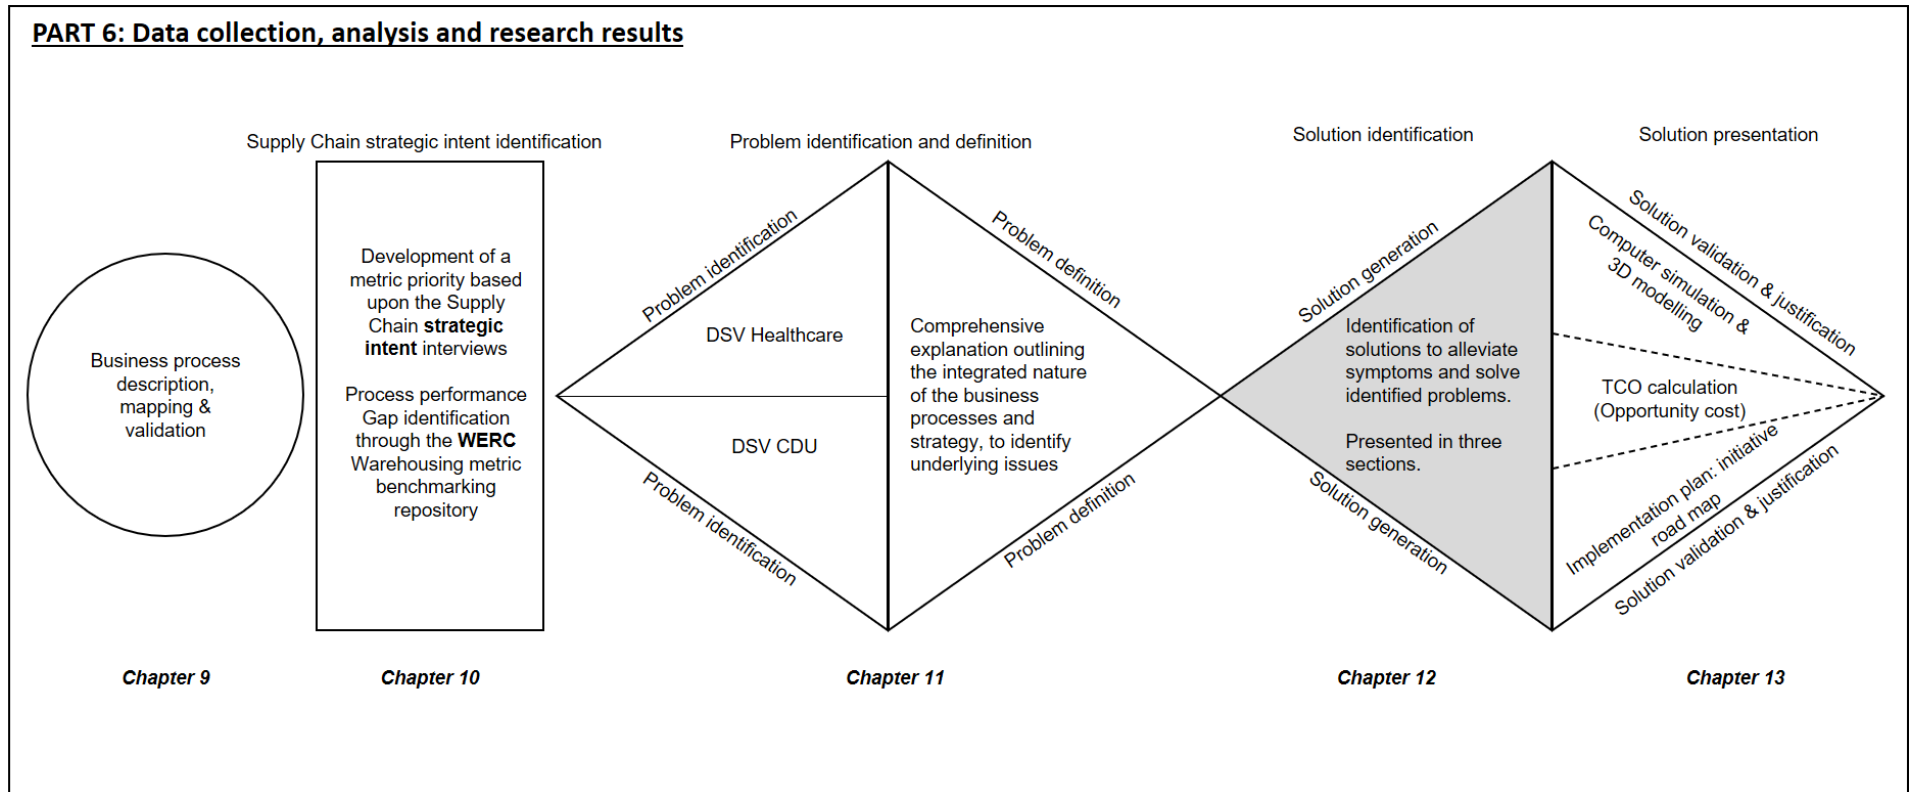 PART 6: Data collection, analysis and research results
Supply Chain strategic intent identification
Problem identification and definition
Solution identification
Solution presentation
Business process
description,
mapping &
validation
Development of a
metric priority based
upon the Supply
Chain strategic
intent interviews
Process performance
Gap identification
through the WERC
Warehousing metric
benchmarking
repository
Problem identification
DSV Healthcare
DSV CDU
Problem identification
Problem definition
Comprehensive
explanation outlining
the integrated nature
of the business
processes and
strategy, to identify
underlying issues
Problem definition
Solution generation
Identification of
solutions to alleviate
symptoms and solve
identified problems.
Presented in three
sections.
Solution generation
Solution validation & justification
Computer simulation &
3D modelling
TCO calculation
(Opportunity cost)
Implementation plan: initiative
road map
Solution validation & justification
Chapter 9
Chapter 10
Chapter 11
Chapter 12
Chapter 13